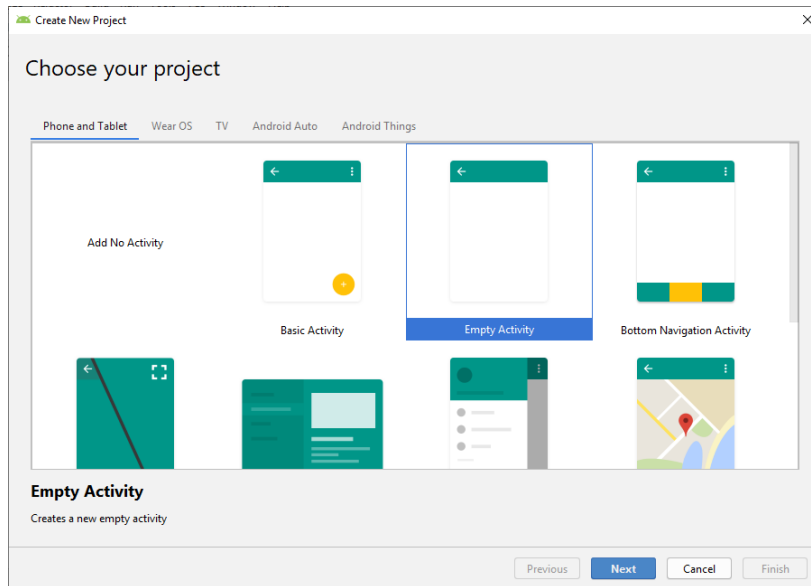 Create New Project
Choose your project
Phone and Tablet
Wear OS
TV
Android Auto
Android Things
Add No Activity
Basic Activity
Empty Activity
Bottom Navigation Activity
Empty Activity
Creates a new empty activity
Previous
Next
Cancel
Finish